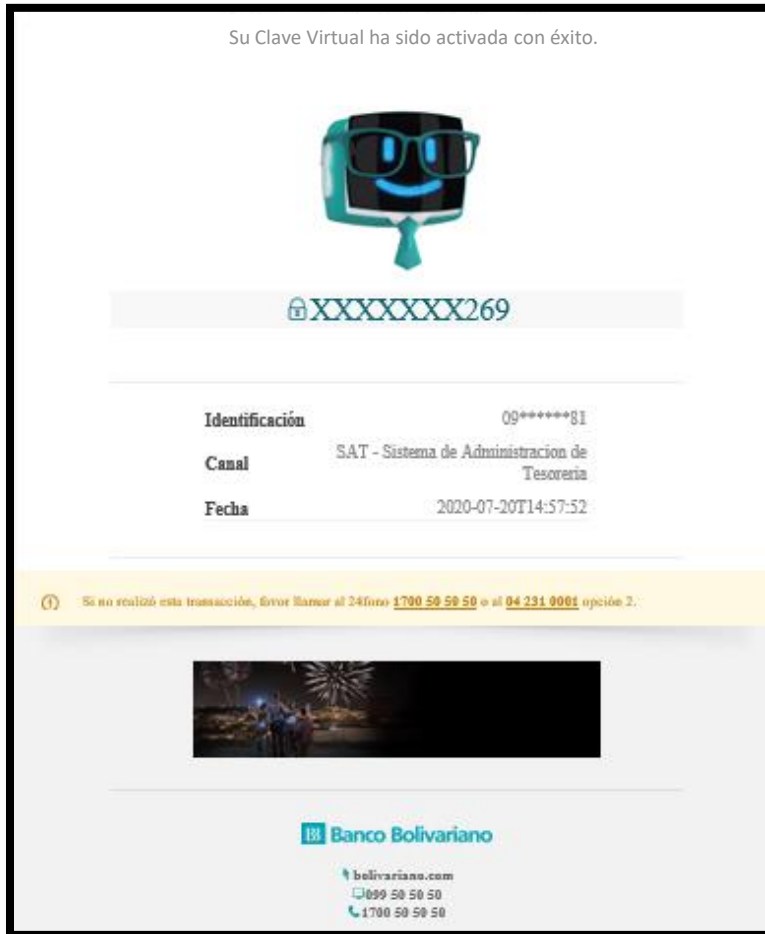 Su Clave Virtual ha sido activada con éxito.
XXXXXXX269
Identificación 09******81
Canal SAT - Sistema de Administracion de
Tesoreria
Fecha 2020-07-20T14:57:52
Si no realizó esta transacción, favor llamar al 24fono 1700 50 50 50 o al 04 231 0001 opción 2.
Banco Bolivariano
bolivariano.com
099 50 50 50
1700 50 50 50